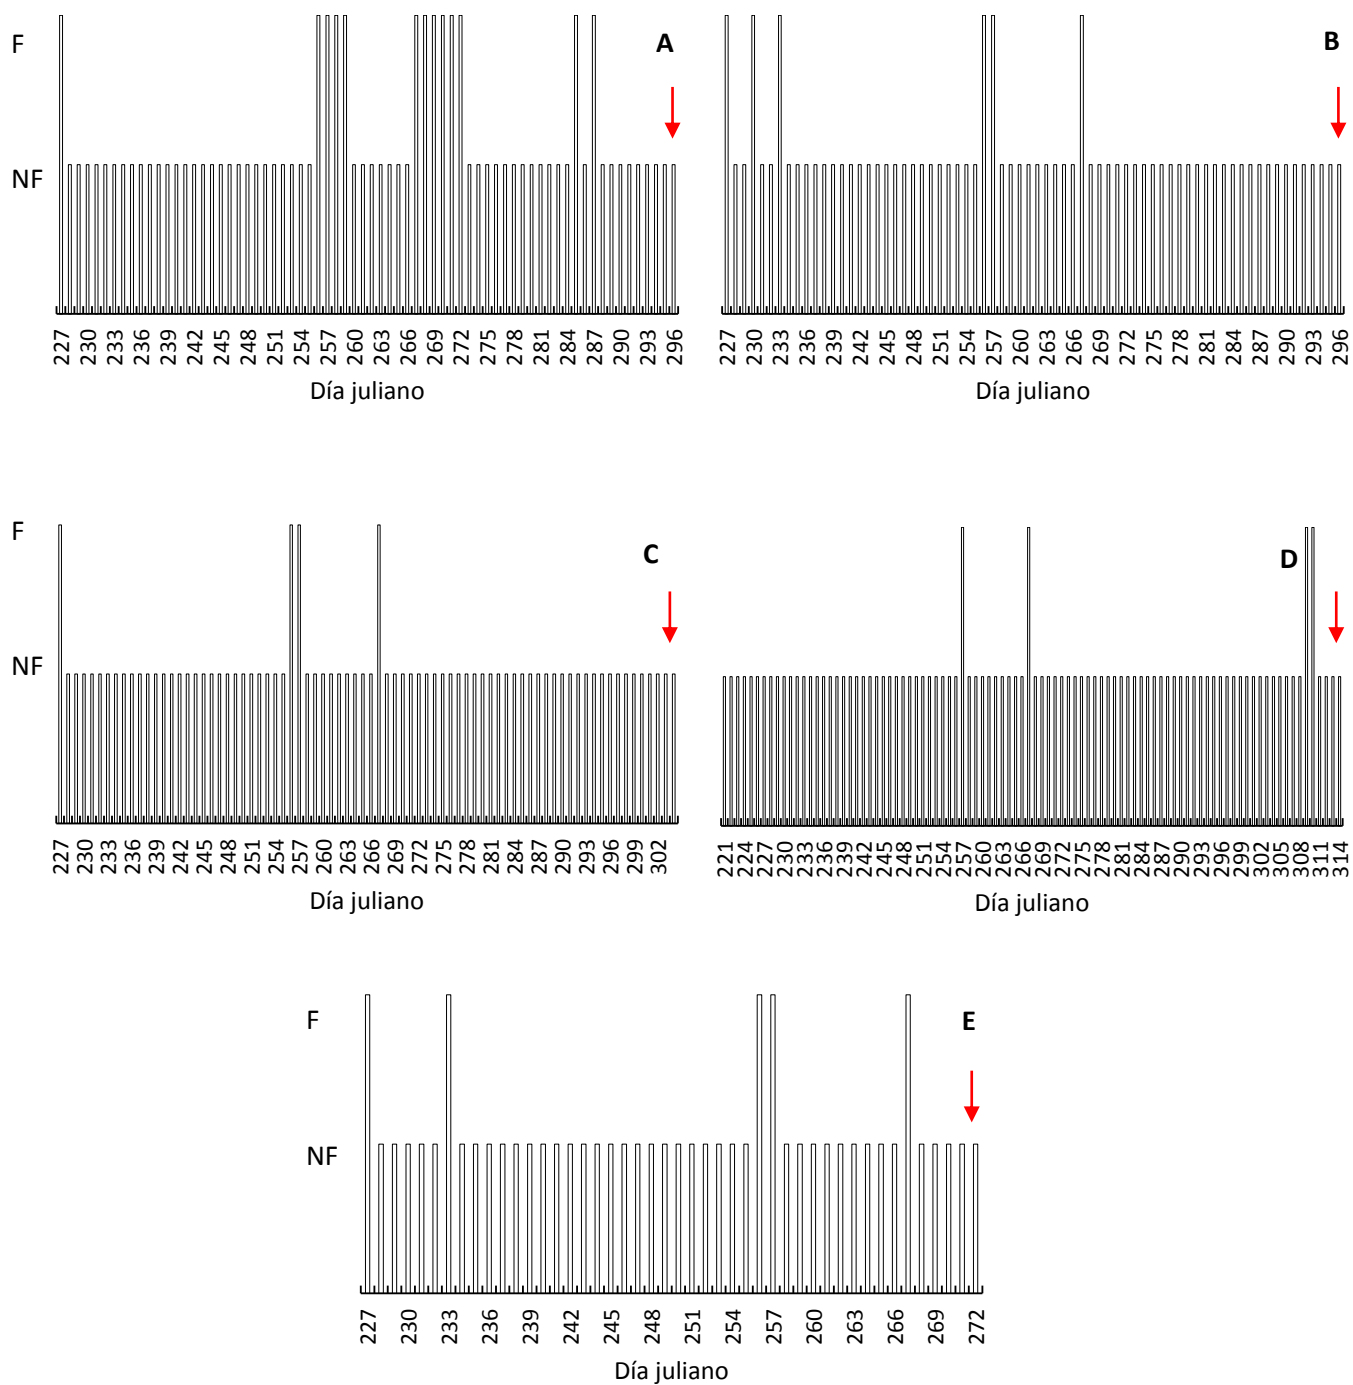 F
A
NF
227 230 233 236 239 242 245 248 251 254 257 260 263 266 269 272 275 278 281 284 287 290 293 296
Día juliano
B
227 230 233 236 239 242 245 248 251 254 257 260 263 266 269 272 275 278 281 284 287 290 293 296
Día juliano
F
C
NF
227 230 233 236 239 242 245 248 251 254 257 260 263 266 269 272 275 278 281 284 287 290 293 296 299 302
Día juliano
D
221 224 227 230 233 236 239 242 245 248 251 254 257 260 263 266 269 272 275 278 281 284 287 290 293 296 299 302 305 308 311 314
Día juliano
F
E
NF
227 230 233 236 239 242 245 248 251 254 257 260 263 266 269 272
Día juliano